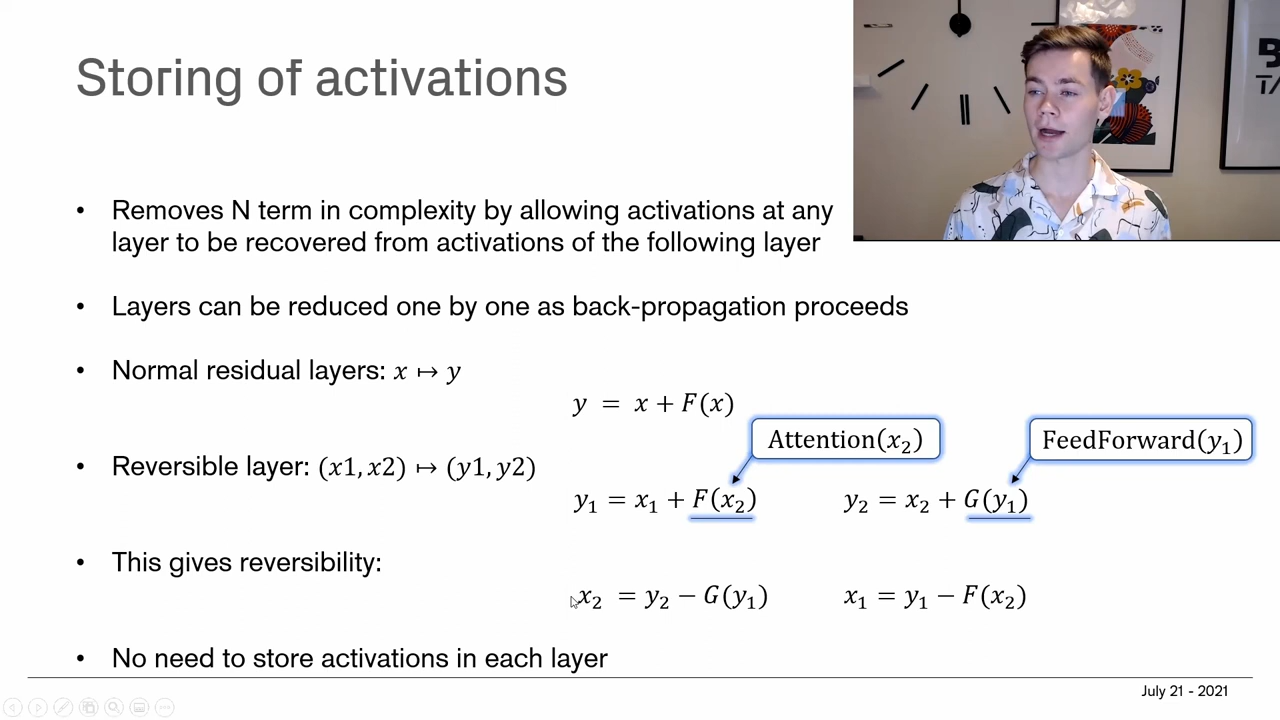 Storing of activations
• Removes N term in complexity by allowing activations at any
layer to be recovered from activations of the following layer
• Layers can be reduced one by one as back-propagation proceeds
• Normal residual layers: x ↦ y
y = x + F(x)
Attention(x₂)
FeedForward(y₁)
• Reversible layer: (x1, x2) ↦ (y1, y2)
y₁ = x₁ + F(x₂)
y₂ = x₂ + G(y₁)
• This gives reversibility:
x₂ = y₂ − G(y₁)
x₁ = y₁ − F(x₂)
• No need to store activations in each layer
July 21 - 2021